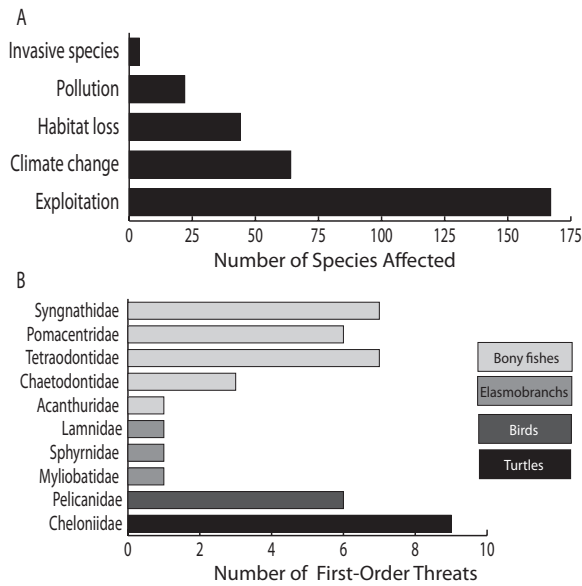 A
Invasive species
Pollution
Habitat loss
Climate change
Exploitation
0 25 50 75 100 125 150 175
Number of Species Affected
B
Syngnathidae
Pomacentridae
Tetraodontidae
Chaetodontidae
Acanthuridae
Lamnidae
Sphyrnidae
Myliobatidae
Pelicanidae
Cheloniidae
Bony fishes
Elasmobranchs
Birds
Turtles
0 2 4 6 8 10
Number of First-Order Threats